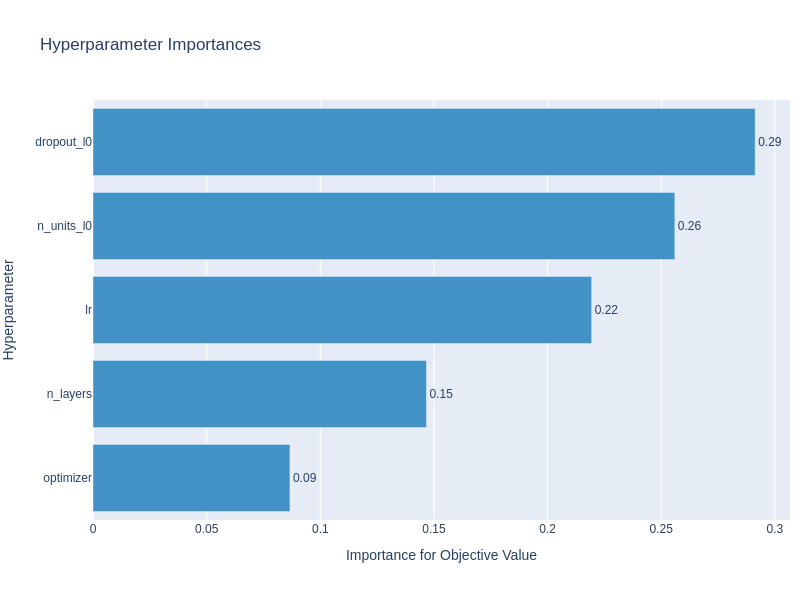 Hyperparameter Importances
Hyperparameter
dropout_l0
0.29
n_units_l0
0.26
lr
0.22
n_layers
0.15
optimizer
0.09
0
0.05
0.1
0.15
0.2
0.25
0.3
Importance for Objective Value